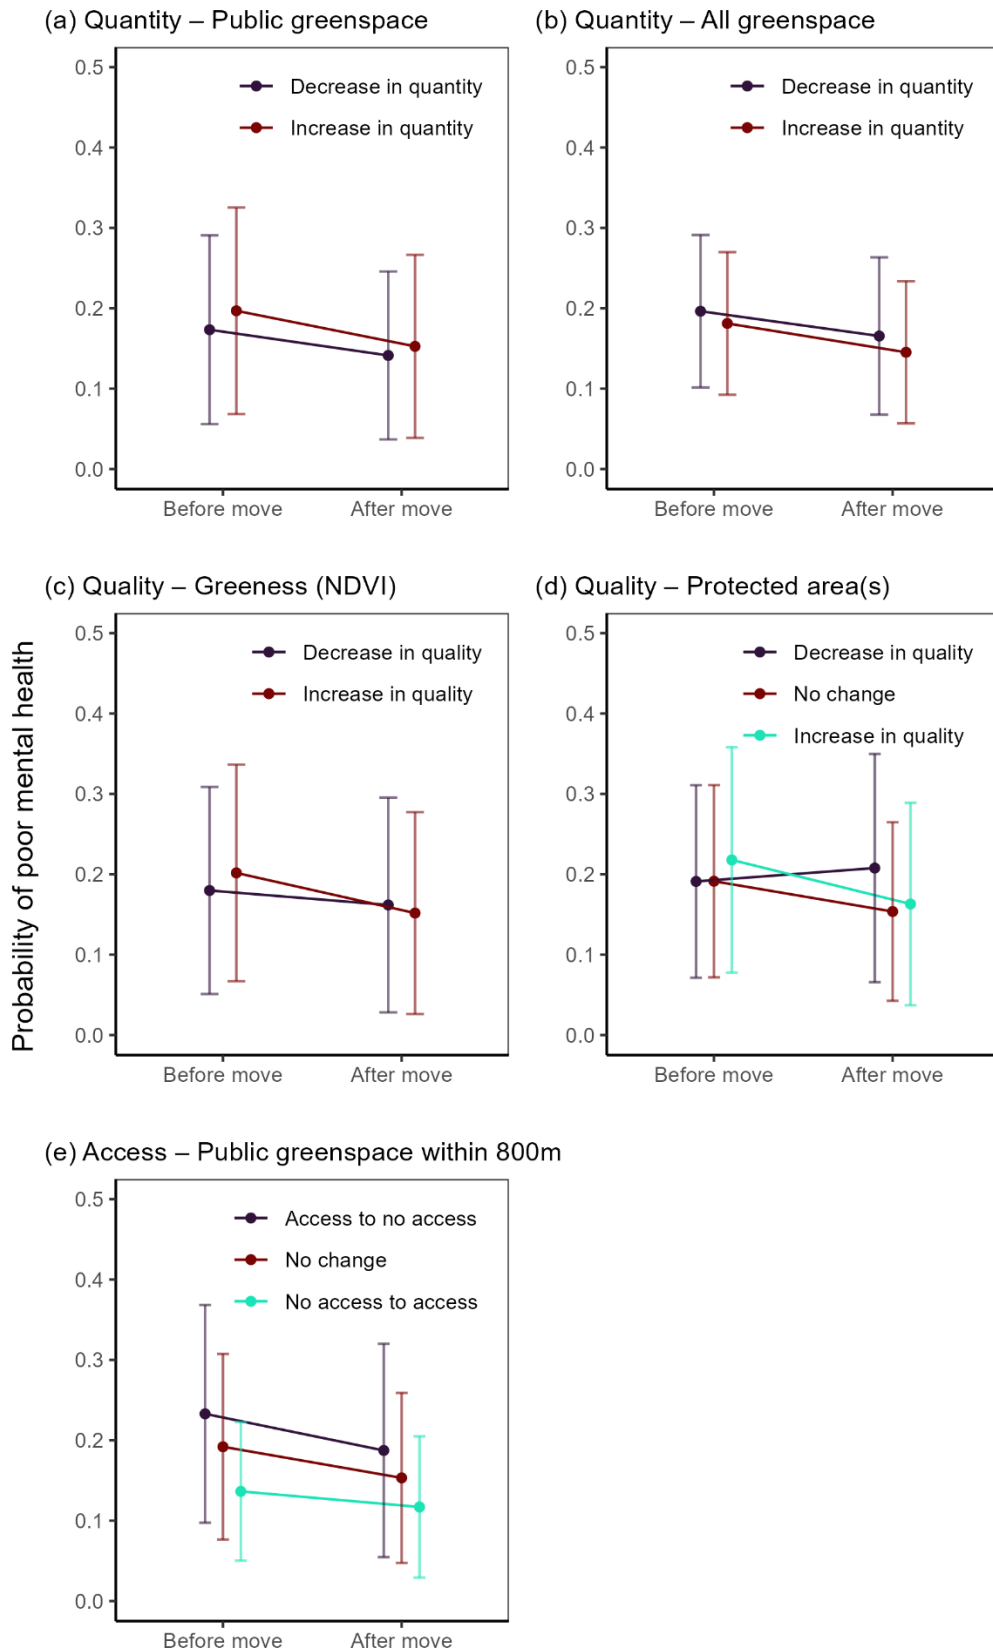 (a) Quantity – Public greenspace
0.5
0.4
0.3
0.2
0.1
0.0
Decrease in quantity
Increase in quantity
Before move
After move
(b) Quantity – All greenspace
0.5
0.4
0.3
0.2
0.1
0.0
Decrease in quantity
Increase in quantity
Before move
After move
Probability of poor mental health
(c) Quality – Greeness (NDVI)
0.5
0.4
0.3
0.2
0.1
0.0
Decrease in quality
Increase in quality
Before move
After move
(d) Quality – Protected area(s)
0.5
0.4
0.3
0.2
0.1
0.0
Decrease in quality
No change
Increase in quality
Before move
After move
(e) Access – Public greenspace within 800m
0.5
0.4
0.3
0.2
0.1
0.0
Access to no access
No change
No access to access
Before move
After move